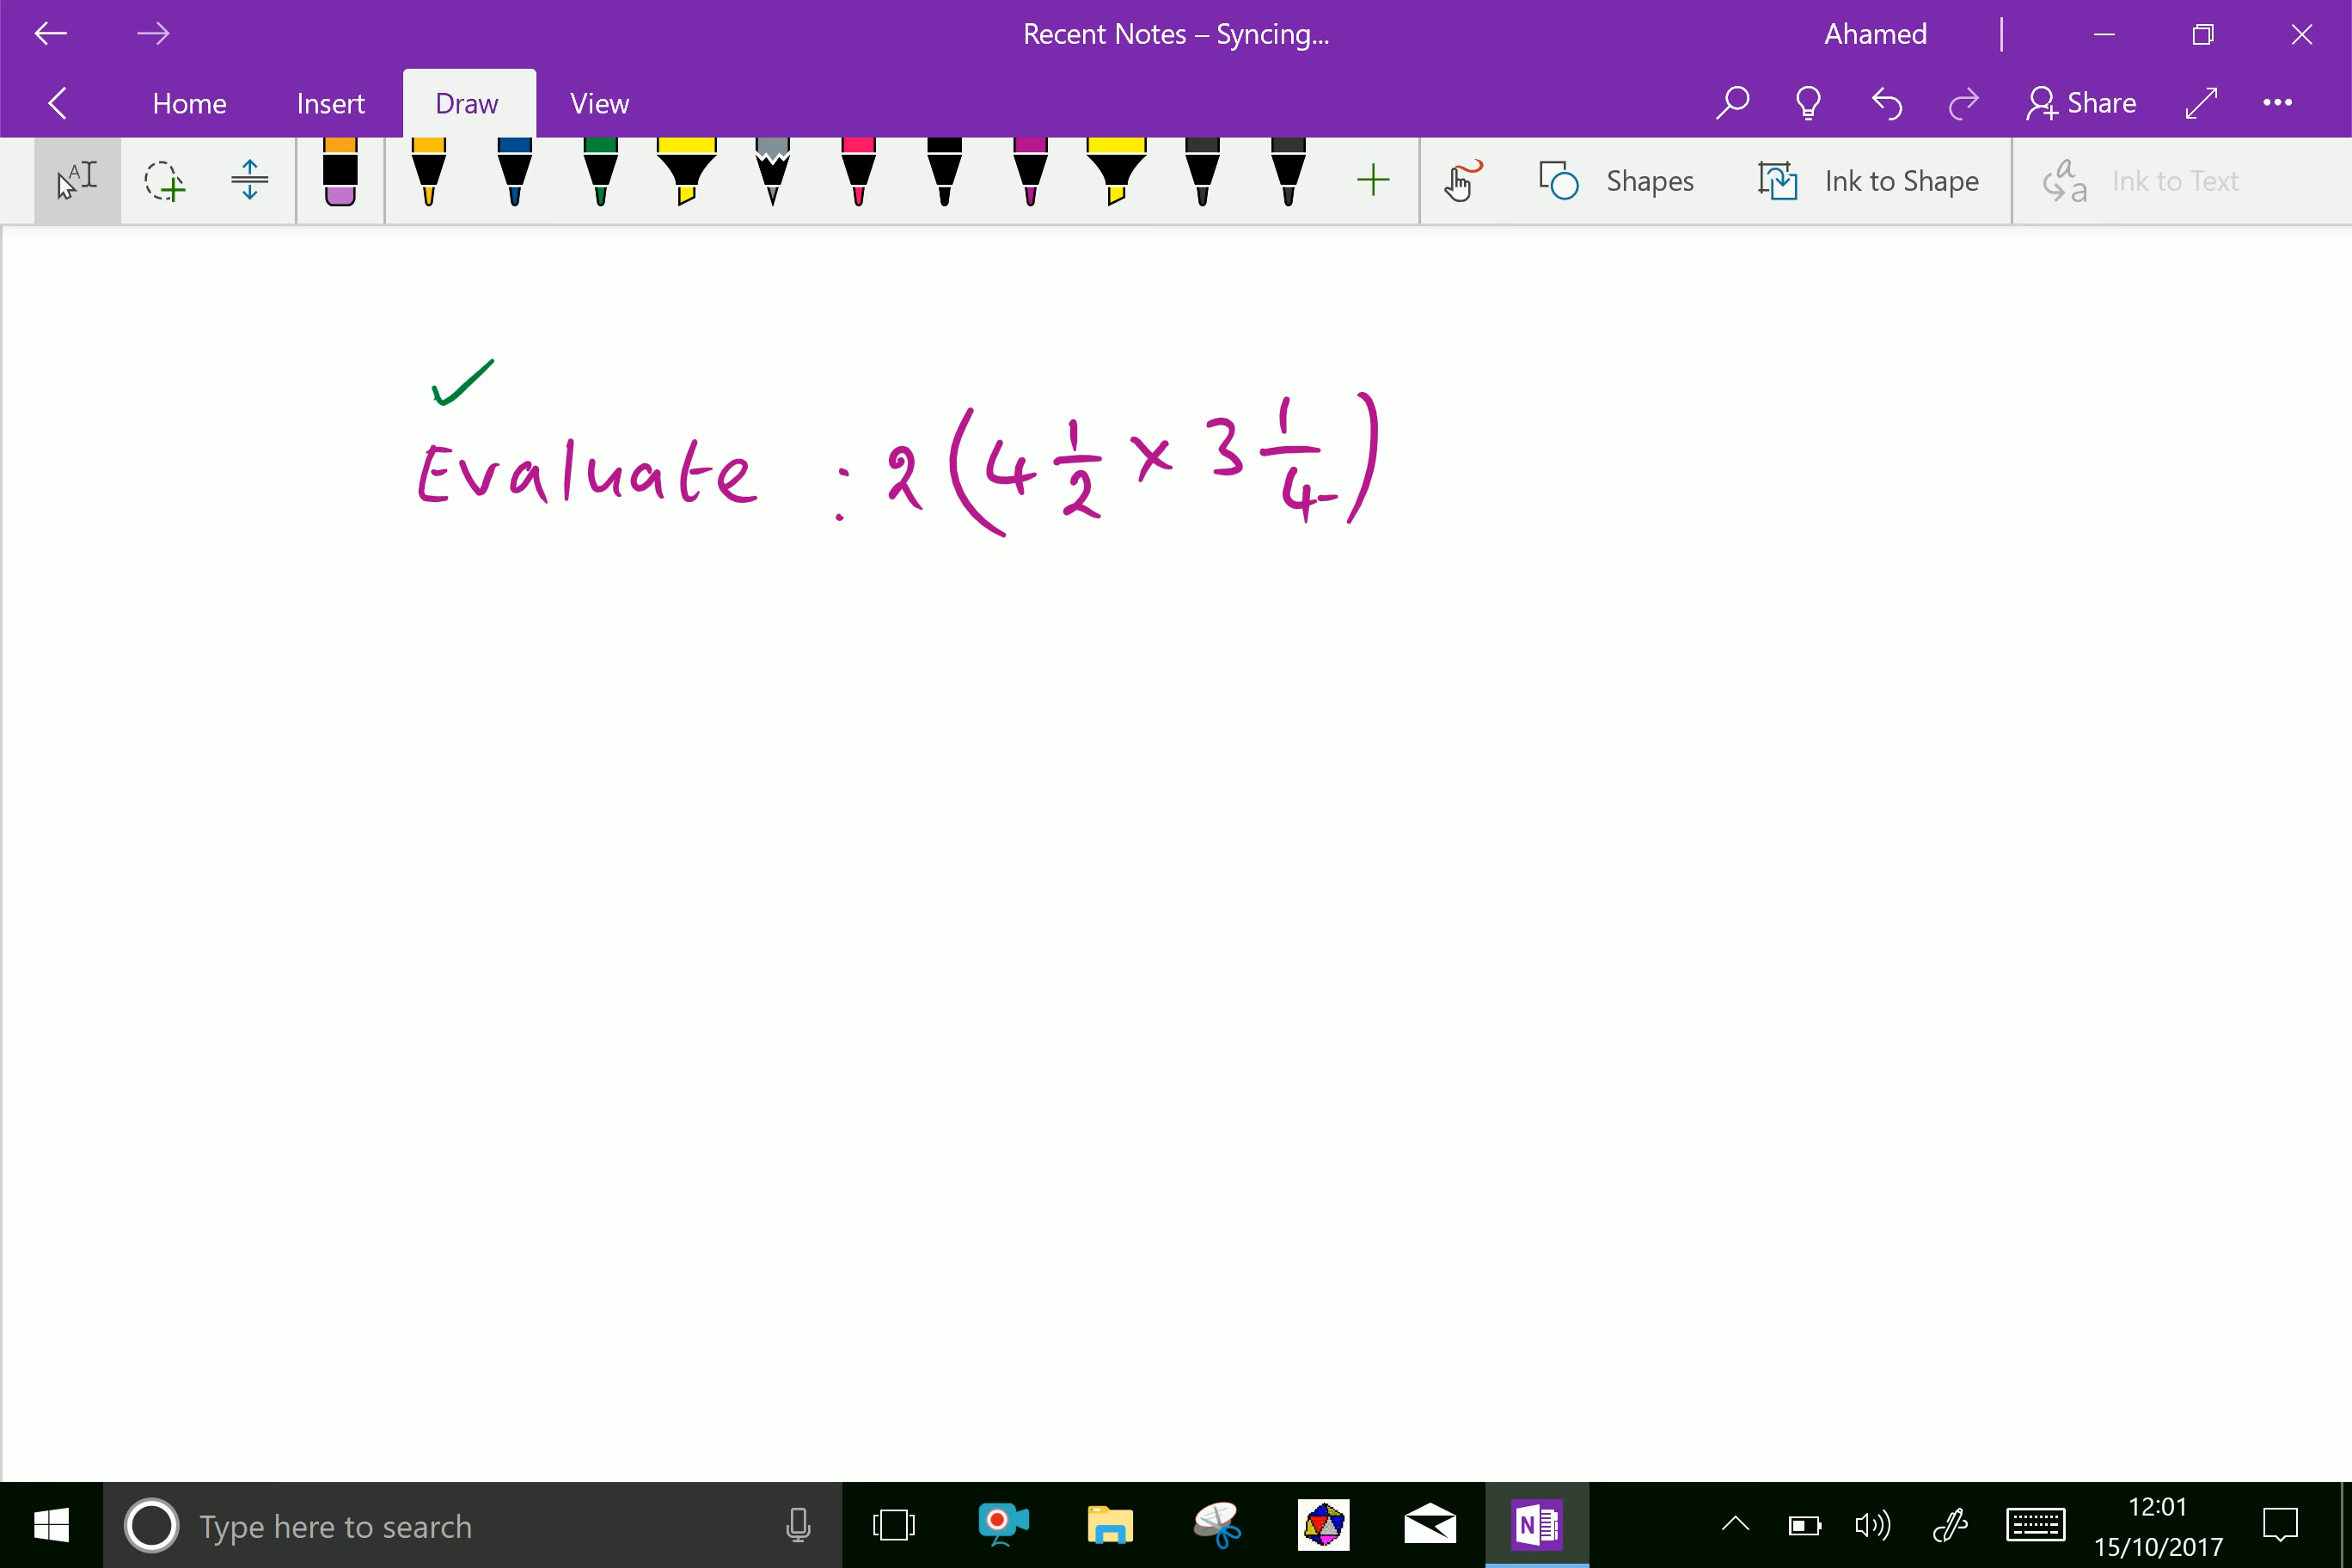 Recent Notes – Syncing...
Ahamed
Home Insert Draw View
Share
Shapes Ink to Shape Ink to Text
Evaluate : 2 (4 1/2 × 3 1/4)
Type here to search
12:01
15/10/2017